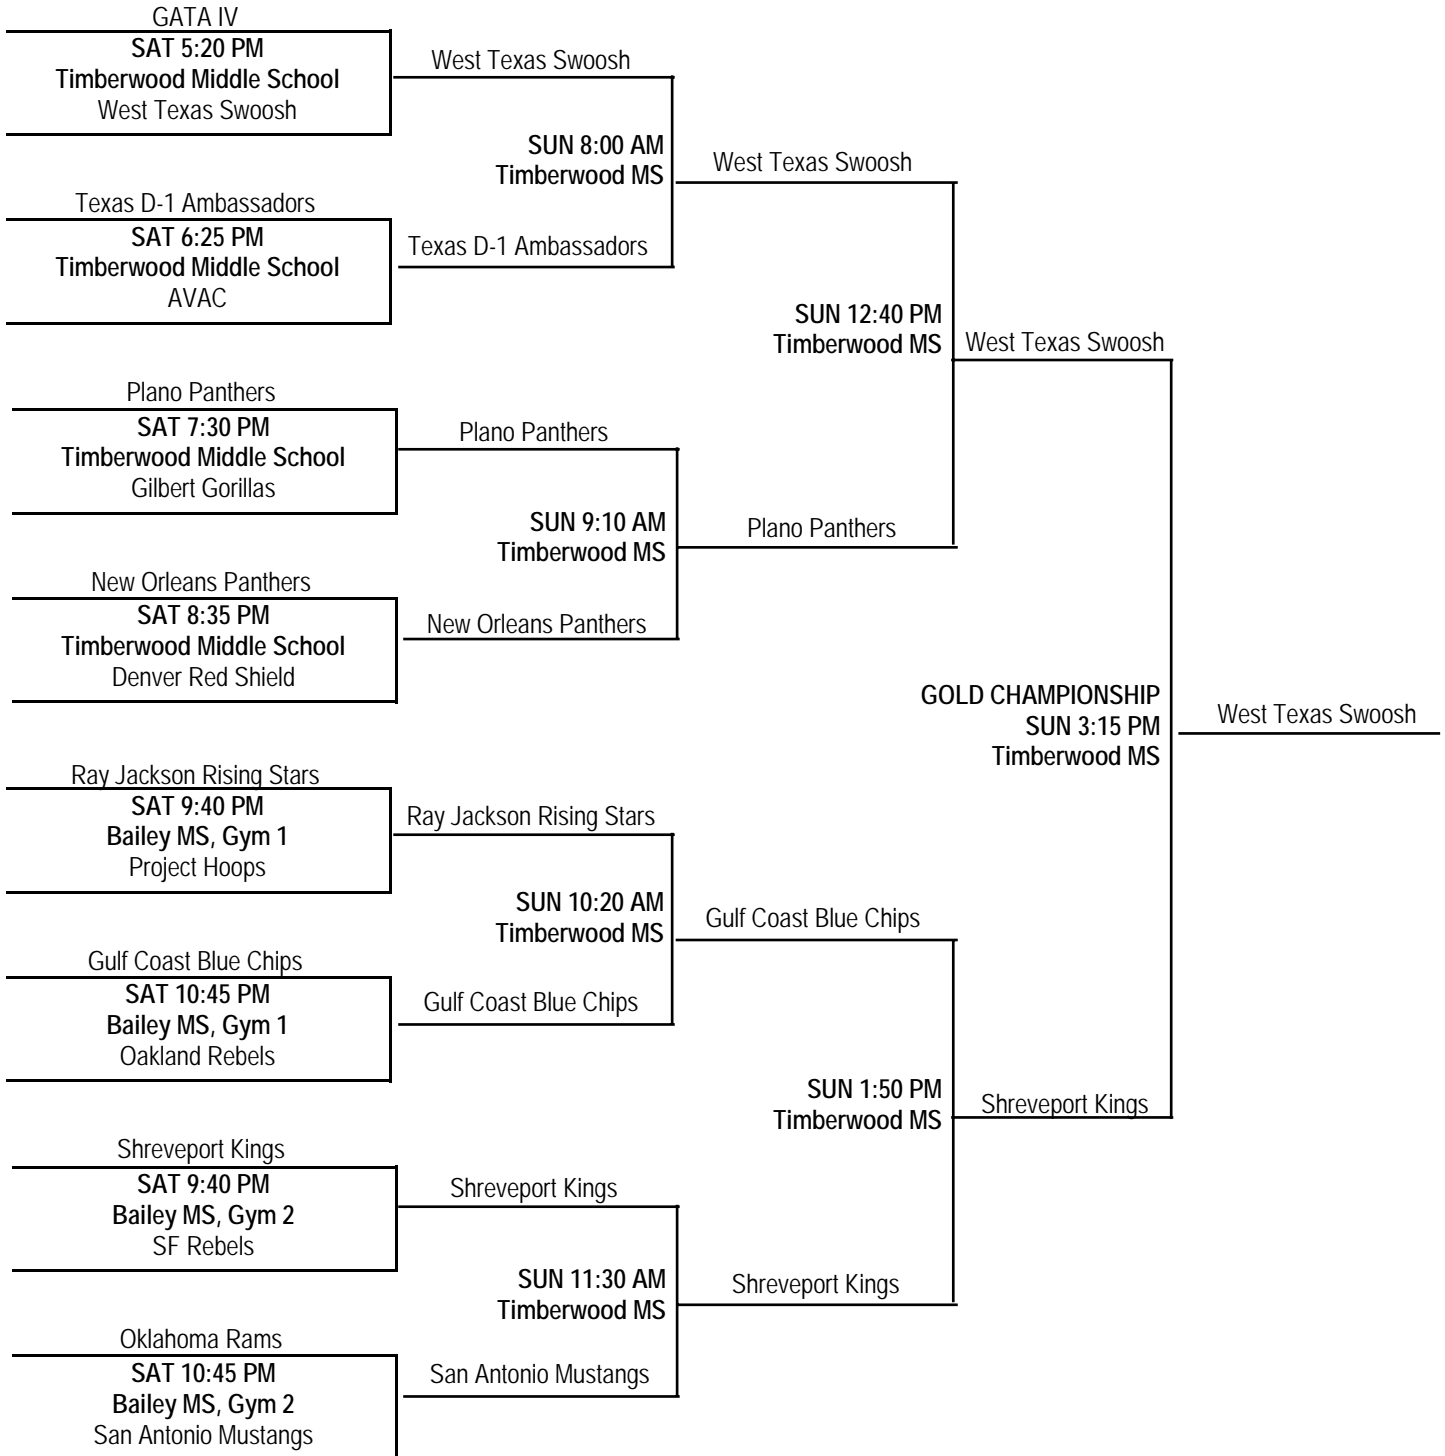 GATA IV
SAT 5:20 PM
Timberwood Middle School
West Texas Swoosh
Texas D-1 Ambassadors
SAT 6:25 PM
Timberwood Middle School
AVAC
Plano Panthers
SAT 7:30 PM
Timberwood Middle School
Gilbert Gorillas
New Orleans Panthers
SAT 8:35 PM
Timberwood Middle School
Denver Red Shield
Ray Jackson Rising Stars
SAT 9:40 PM
Bailey MS, Gym 1
Project Hoops
Gulf Coast Blue Chips
SAT 10:45 PM
Bailey MS, Gym 1
Oakland Rebels
Shreveport Kings
SAT 9:40 PM
Bailey MS, Gym 2
SF Rebels
Oklahoma Rams
SAT 10:45 PM
Bailey MS, Gym 2
San Antonio Mustangs
West Texas Swoosh
SUN 8:00 AM
Timberwood MS
Texas D-1 Ambassadors
Plano Panthers
SUN 9:10 AM
Timberwood MS
New Orleans Panthers
Ray Jackson Rising Stars
SUN 10:20 AM
Timberwood MS
Gulf Coast Blue Chips
Shreveport Kings
SUN 11:30 AM
Timberwood MS
San Antonio Mustangs
West Texas Swoosh
SUN 12:40 PM
Timberwood MS
Plano Panthers
Gulf Coast Blue Chips
SUN 1:50 PM
Timberwood MS
Shreveport Kings
West Texas Swoosh
GOLD CHAMPIONSHIP
SUN 3:15 PM
Timberwood MS
Shreveport Kings
West Texas Swoosh